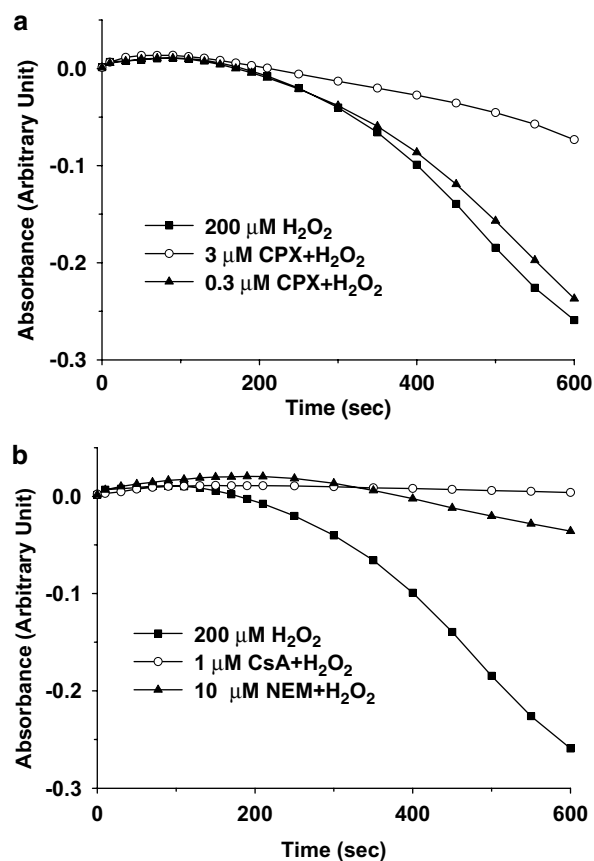 a
0.0
-0.1
-0.2
-0.3
Absorbance (Arbitrary Unit)
200 μM H₂O₂
3 μM CPX+H₂O₂
0.3 μM CPX+H₂O₂
0 200 400 600
Time (sec)
b
0.0
-0.1
-0.2
-0.3
Absorbance (Arbitrary Unit)
200 μM H₂O₂
1 μM CsA+H₂O₂
10 μM NEM+H₂O₂
0 200 400 600
Time (sec)